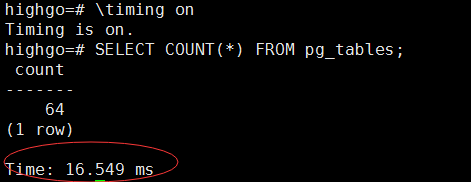 highgo=# \timing on
Timing is on.
highgo=# SELECT COUNT(*) FROM pg_tables;
 count
-------
    64
(1 row)

Time: 16.549 ms